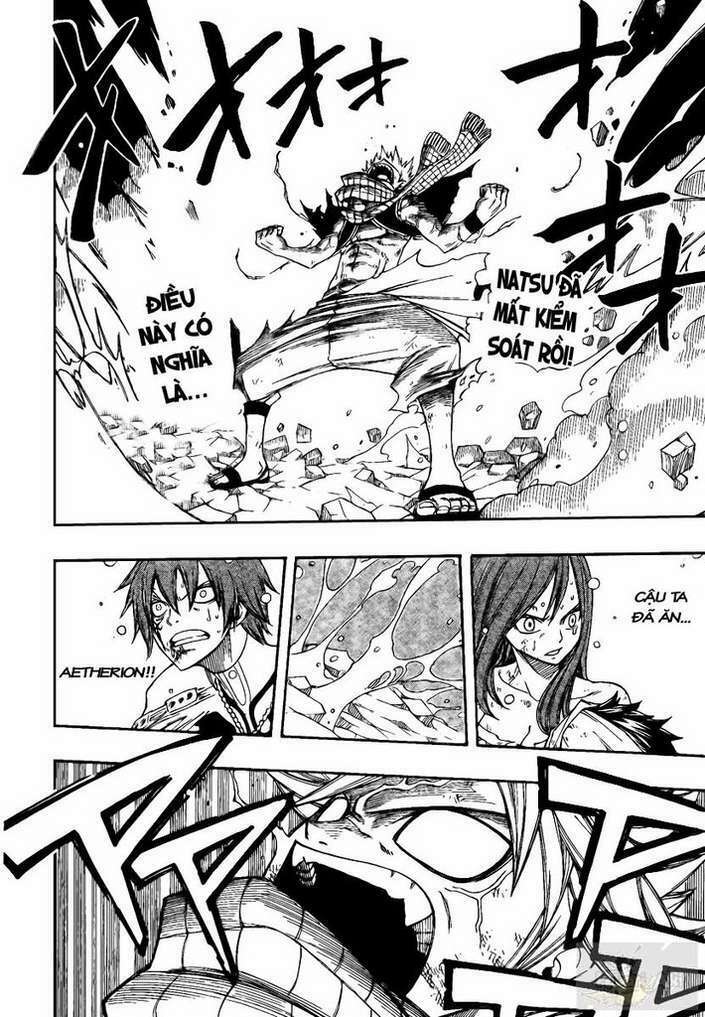 NATSU ĐÃ
MẤT KIỂM
SOÁT RỒI!
ĐIỀU
NÀY CÓ
NGHĨA
LÀ...
CẬU TA
ĐÃ ĂN...
AETHERION!!